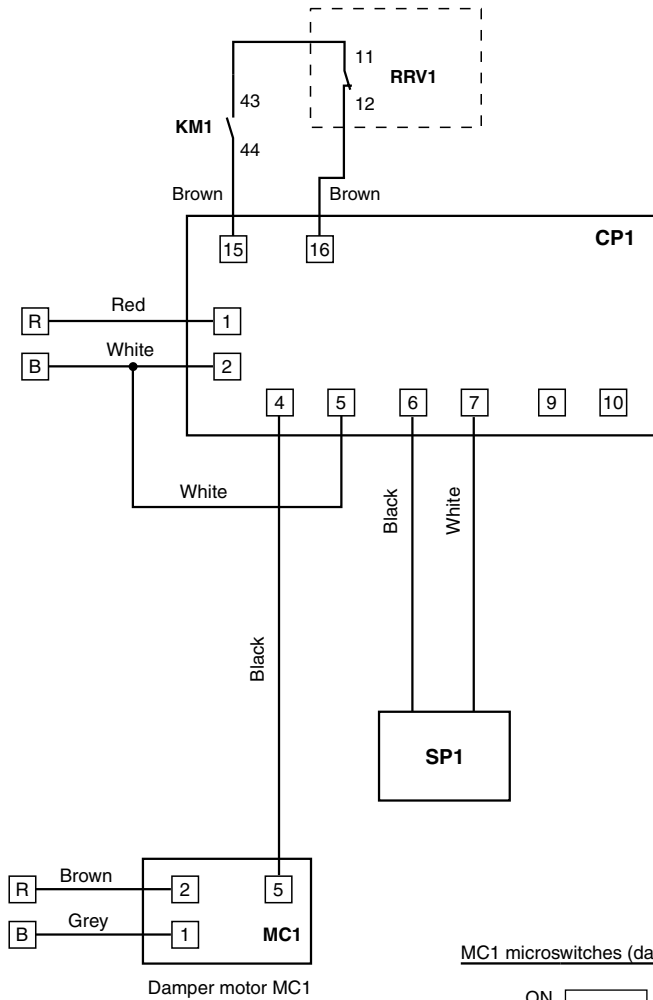 11
RRV1
43
12
KM1
44
Brown
Brown
CP1
15
16
Red
R
1
White
B
2
4
5
6
7
9
10
White
Black
White
Black
SP1
Brown
R
2
5
Grey
B
1
MC1
MC1 microswitches (da
Damper motor MC1
ON